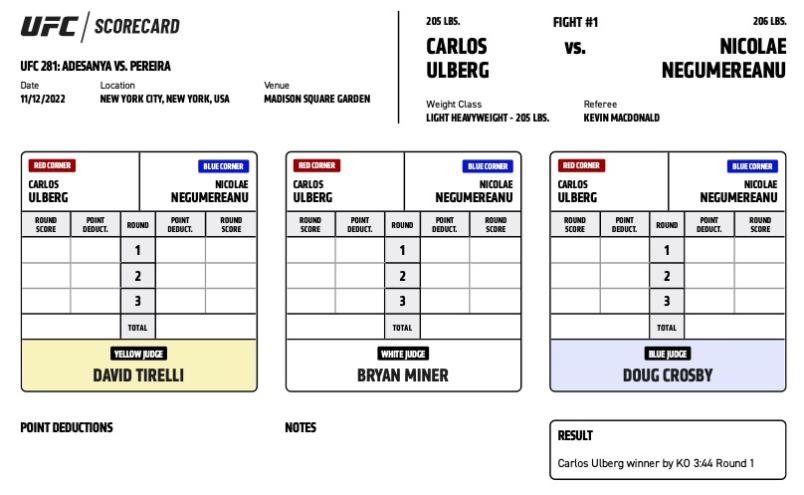 UFC / SCORECARD
UFC 281: ADESANYA VS. PEREIRA
Date
11/12/2022
Location
NEW YORK CITY, NEW YORK, USA
Venue
MADISON SQUARE GARDEN
205 LBS.
CARLOS
ULBERG
FIGHT #1
VS.
206 LBS.
NICOLAE
NEGUMEREANU
Weight Class
LIGHT HEAVYWEIGHT - 205 LBS.
Referee
KEVIN MACDONALD
RED CORNER
CARLOS
ULBERG
BLUE CORNER
NICOLAE
NEGUMEREANU
ROUND
SCORE
POINT
DEDUCT.
ROUND
POINT
DEDUCT.
ROUND
SCORE
1
2
3
TOTAL
YELLOW JUDGE
DAVID TIRELLI
RED CORNER
CARLOS
ULBERG
BLUE CORNER
NICOLAE
NEGUMEREANU
ROUND
SCORE
POINT
DEDUCT.
ROUND
POINT
DEDUCT.
ROUND
SCORE
1
2
3
TOTAL
WHITE JUDGE
BRYAN MINER
RED CORNER
CARLOS
ULBERG
BLUE CORNER
NICOLAE
NEGUMEREANU
ROUND
SCORE
POINT
DEDUCT.
ROUND
POINT
DEDUCT.
ROUND
SCORE
1
2
3
TOTAL
BLUE JUDGE
DOUG CROSBY
POINT DEDUCTIONS
NOTES
RESULT
Carlos Ulberg winner by KO 3:44 Round 1